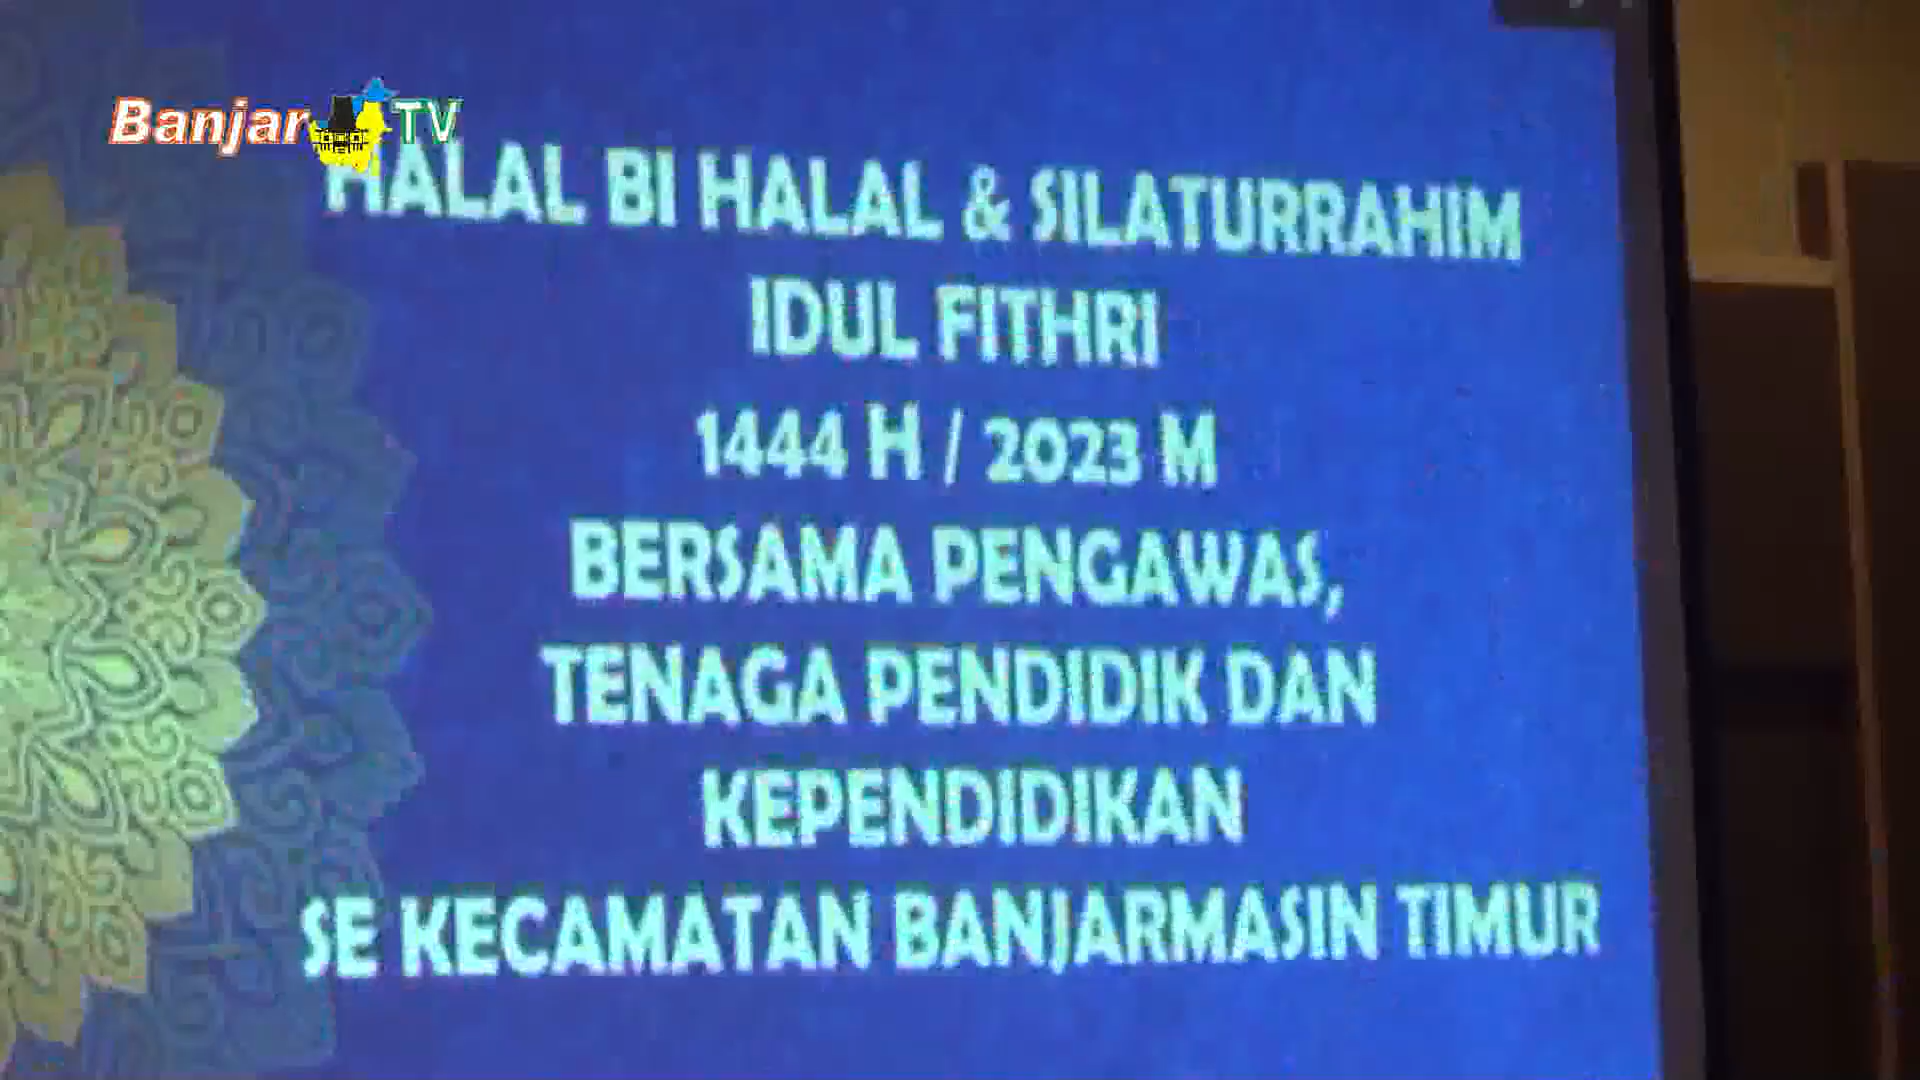 Banjar TV
HALAL BI HALAL & SILATURRAHIM
IDUL FITHRI
1444 H / 2023 M
BERSAMA PENGAWAS,
TENAGA PENDIDIK DAN
KEPENDIDIKAN
SE KECAMATAN BANJARMASIN TIMUR